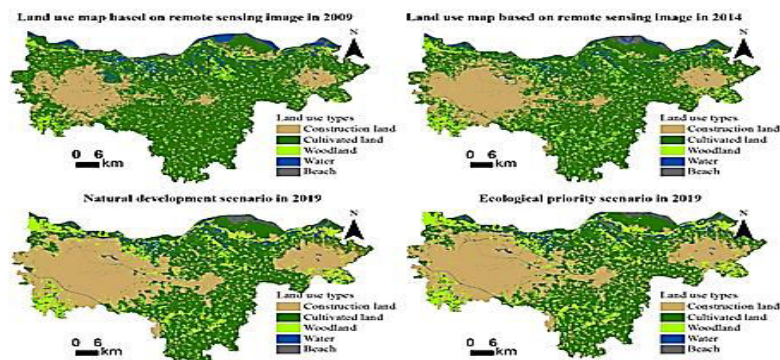 Land use map based on remote sensing image in 2009
N
Land use types
Construction land
Cultivated land
Woodland
Water
Beach
0 6
km
Land use map based on remote sensing image in 2014
N
Land use types
Construction land
Cultivated land
Woodland
Water
Beach
0 6
km
Natural development scenario in 2019
N
Land use types
Construction land
Cultivated land
Woodland
Water
Beach
0 6
km
Ecological priority scenario in 2019
N
Land use types
Construction land
Cultivated land
Woodland
Water
Beach
0 6
km